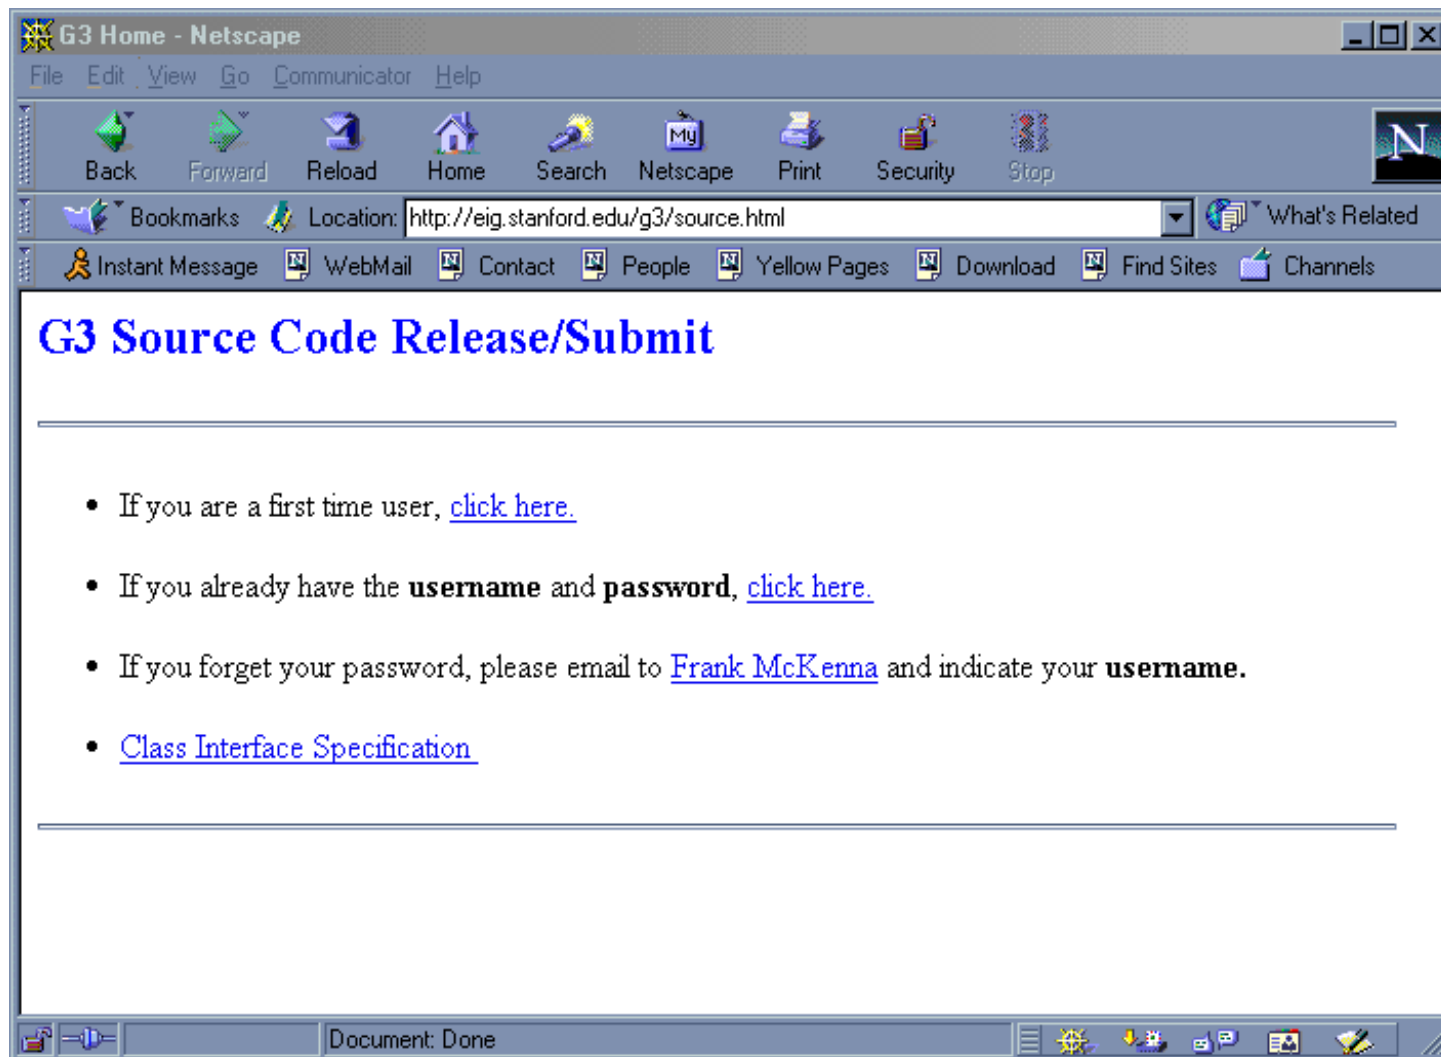 G3 Home - Netscape
File Edit View Go Communicator Help
Back Forward Reload Home Search Netscape Print Security Stop
My
N
Bookmarks Location: http://eig.stanford.edu/g3/source.html What's Related
Instant Message WebMail Contact People Yellow Pages Download Find Sites Channels
G3 Source Code Release/Submit
• If you are a first time user, click here.
• If you already have the username and password, click here.
• If you forget your password, please email to Frank McKenna and indicate your username.
• Class Interface Specification
Document: Done